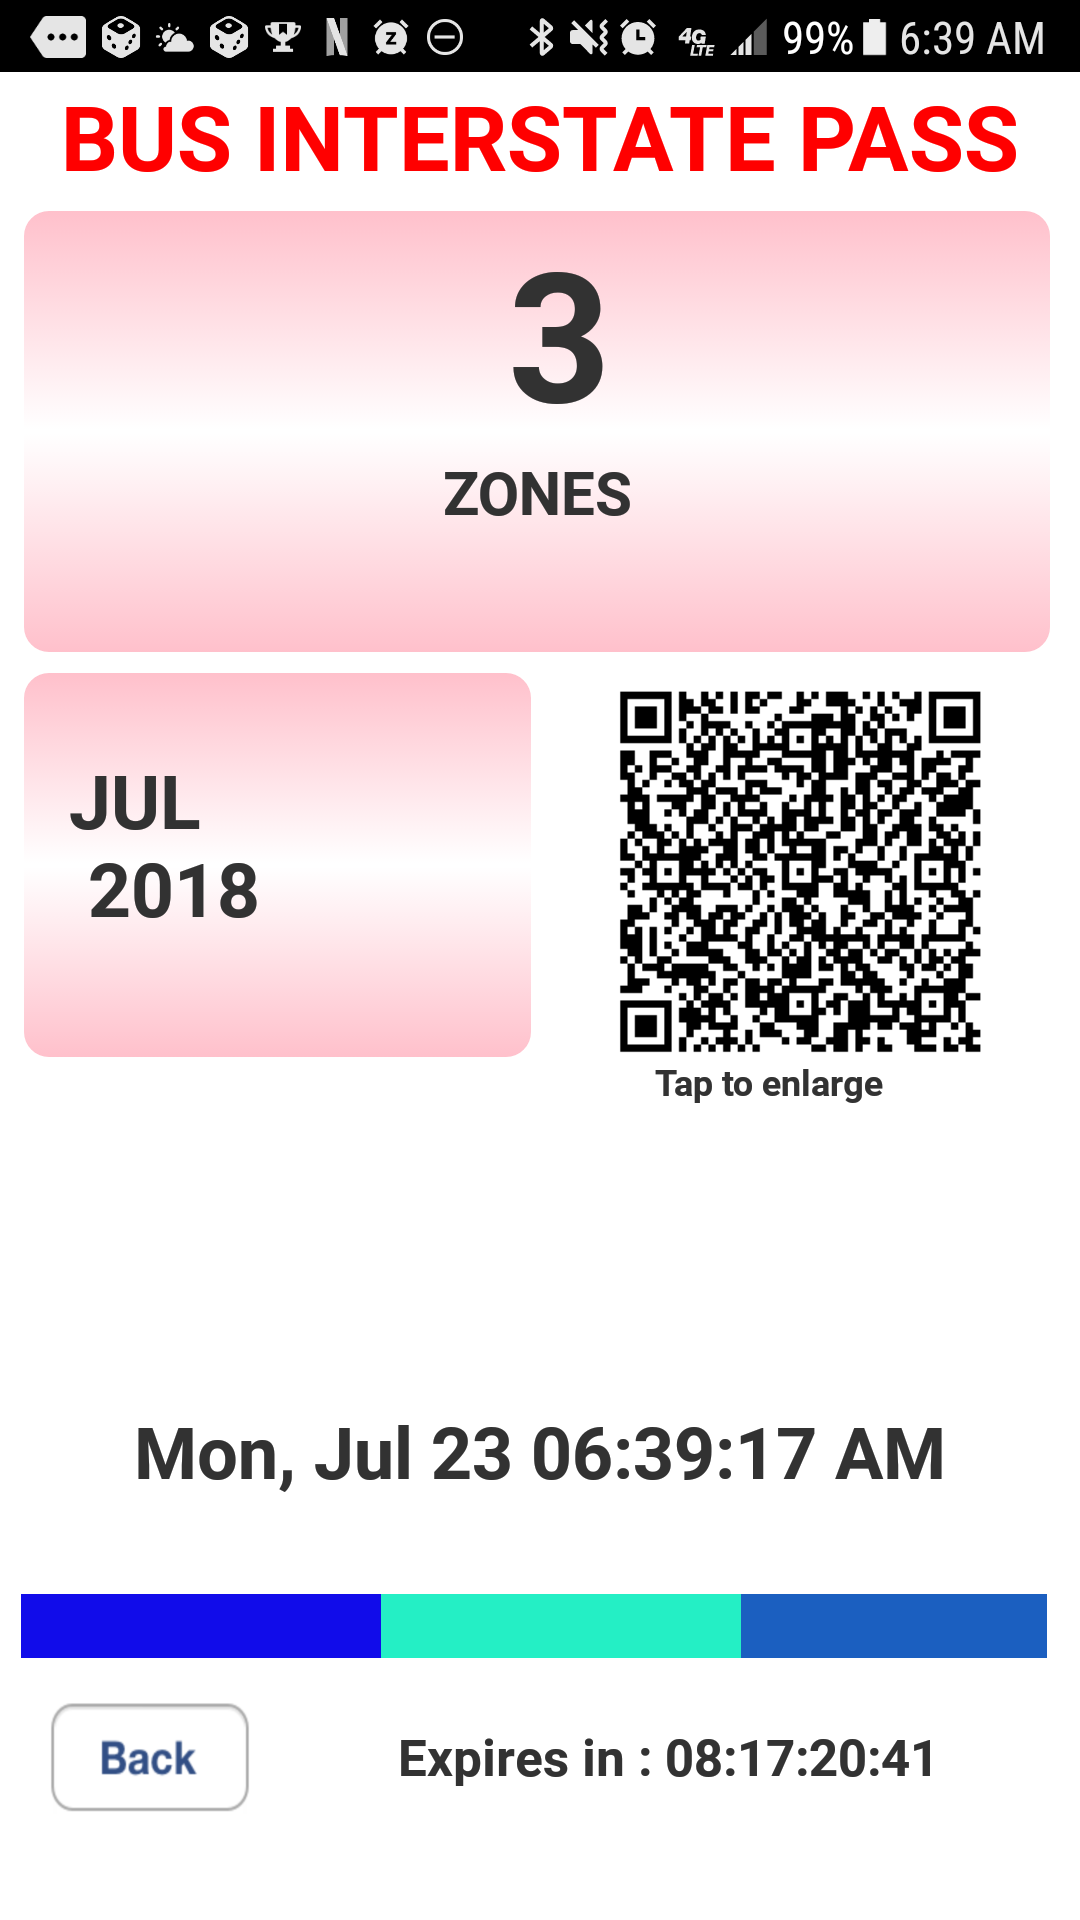 99% 6:39 AM
BUS INTERSTATE PASS
3
ZONES
JUL
2018
Tap to enlarge
Mon, Jul 23 06:39:17 AM
Back
Expires in : 08:17:20:41